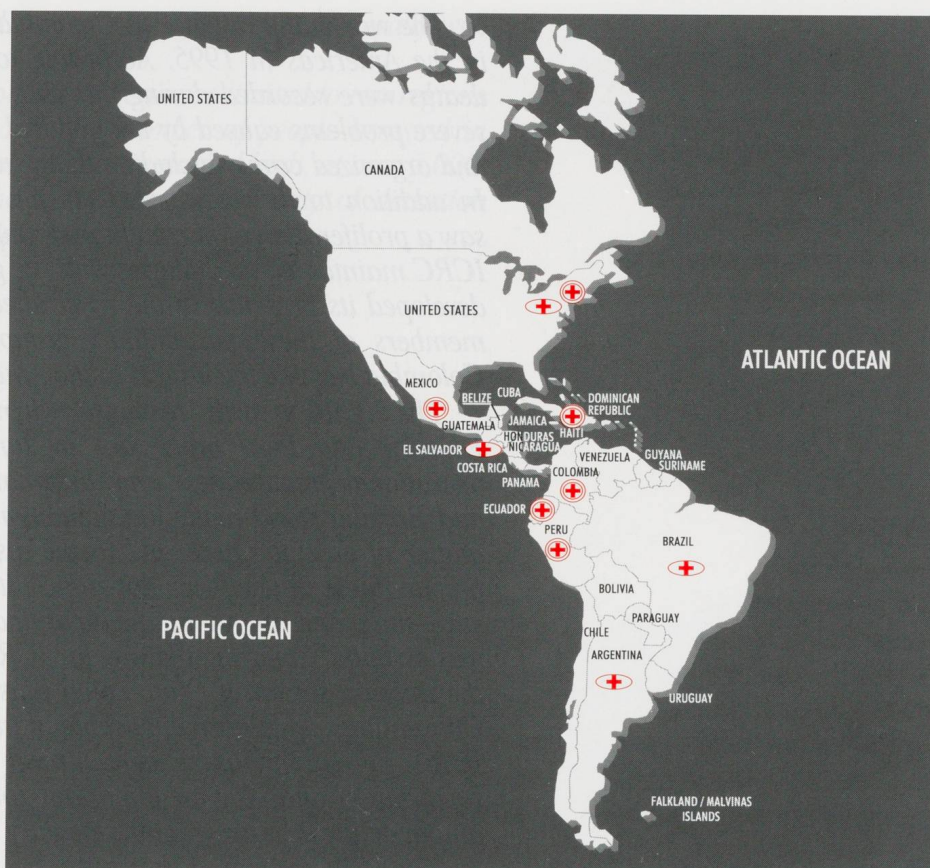 UNITED STATES
CANADA
UNITED STATES
ATLANTIC OCEAN
MEXICO
BELIZE
CUBA
DOMINICAN
REPUBLIC
JAMAICA
GUATEMALA
HONDURAS
HAITI
NICARAGUA
EL SALVADOR
COSTA RICA
PANAMA
VENEZUELA
GUYANA
SURINAME
COLOMBIA
ECUADOR
PERU
BRAZIL
BOLIVIA
PARAGUAY
PACIFIC OCEAN
CHILE
ARGENTINA
URUGUAY
FALKLAND / MALVINAS
ISLANDS